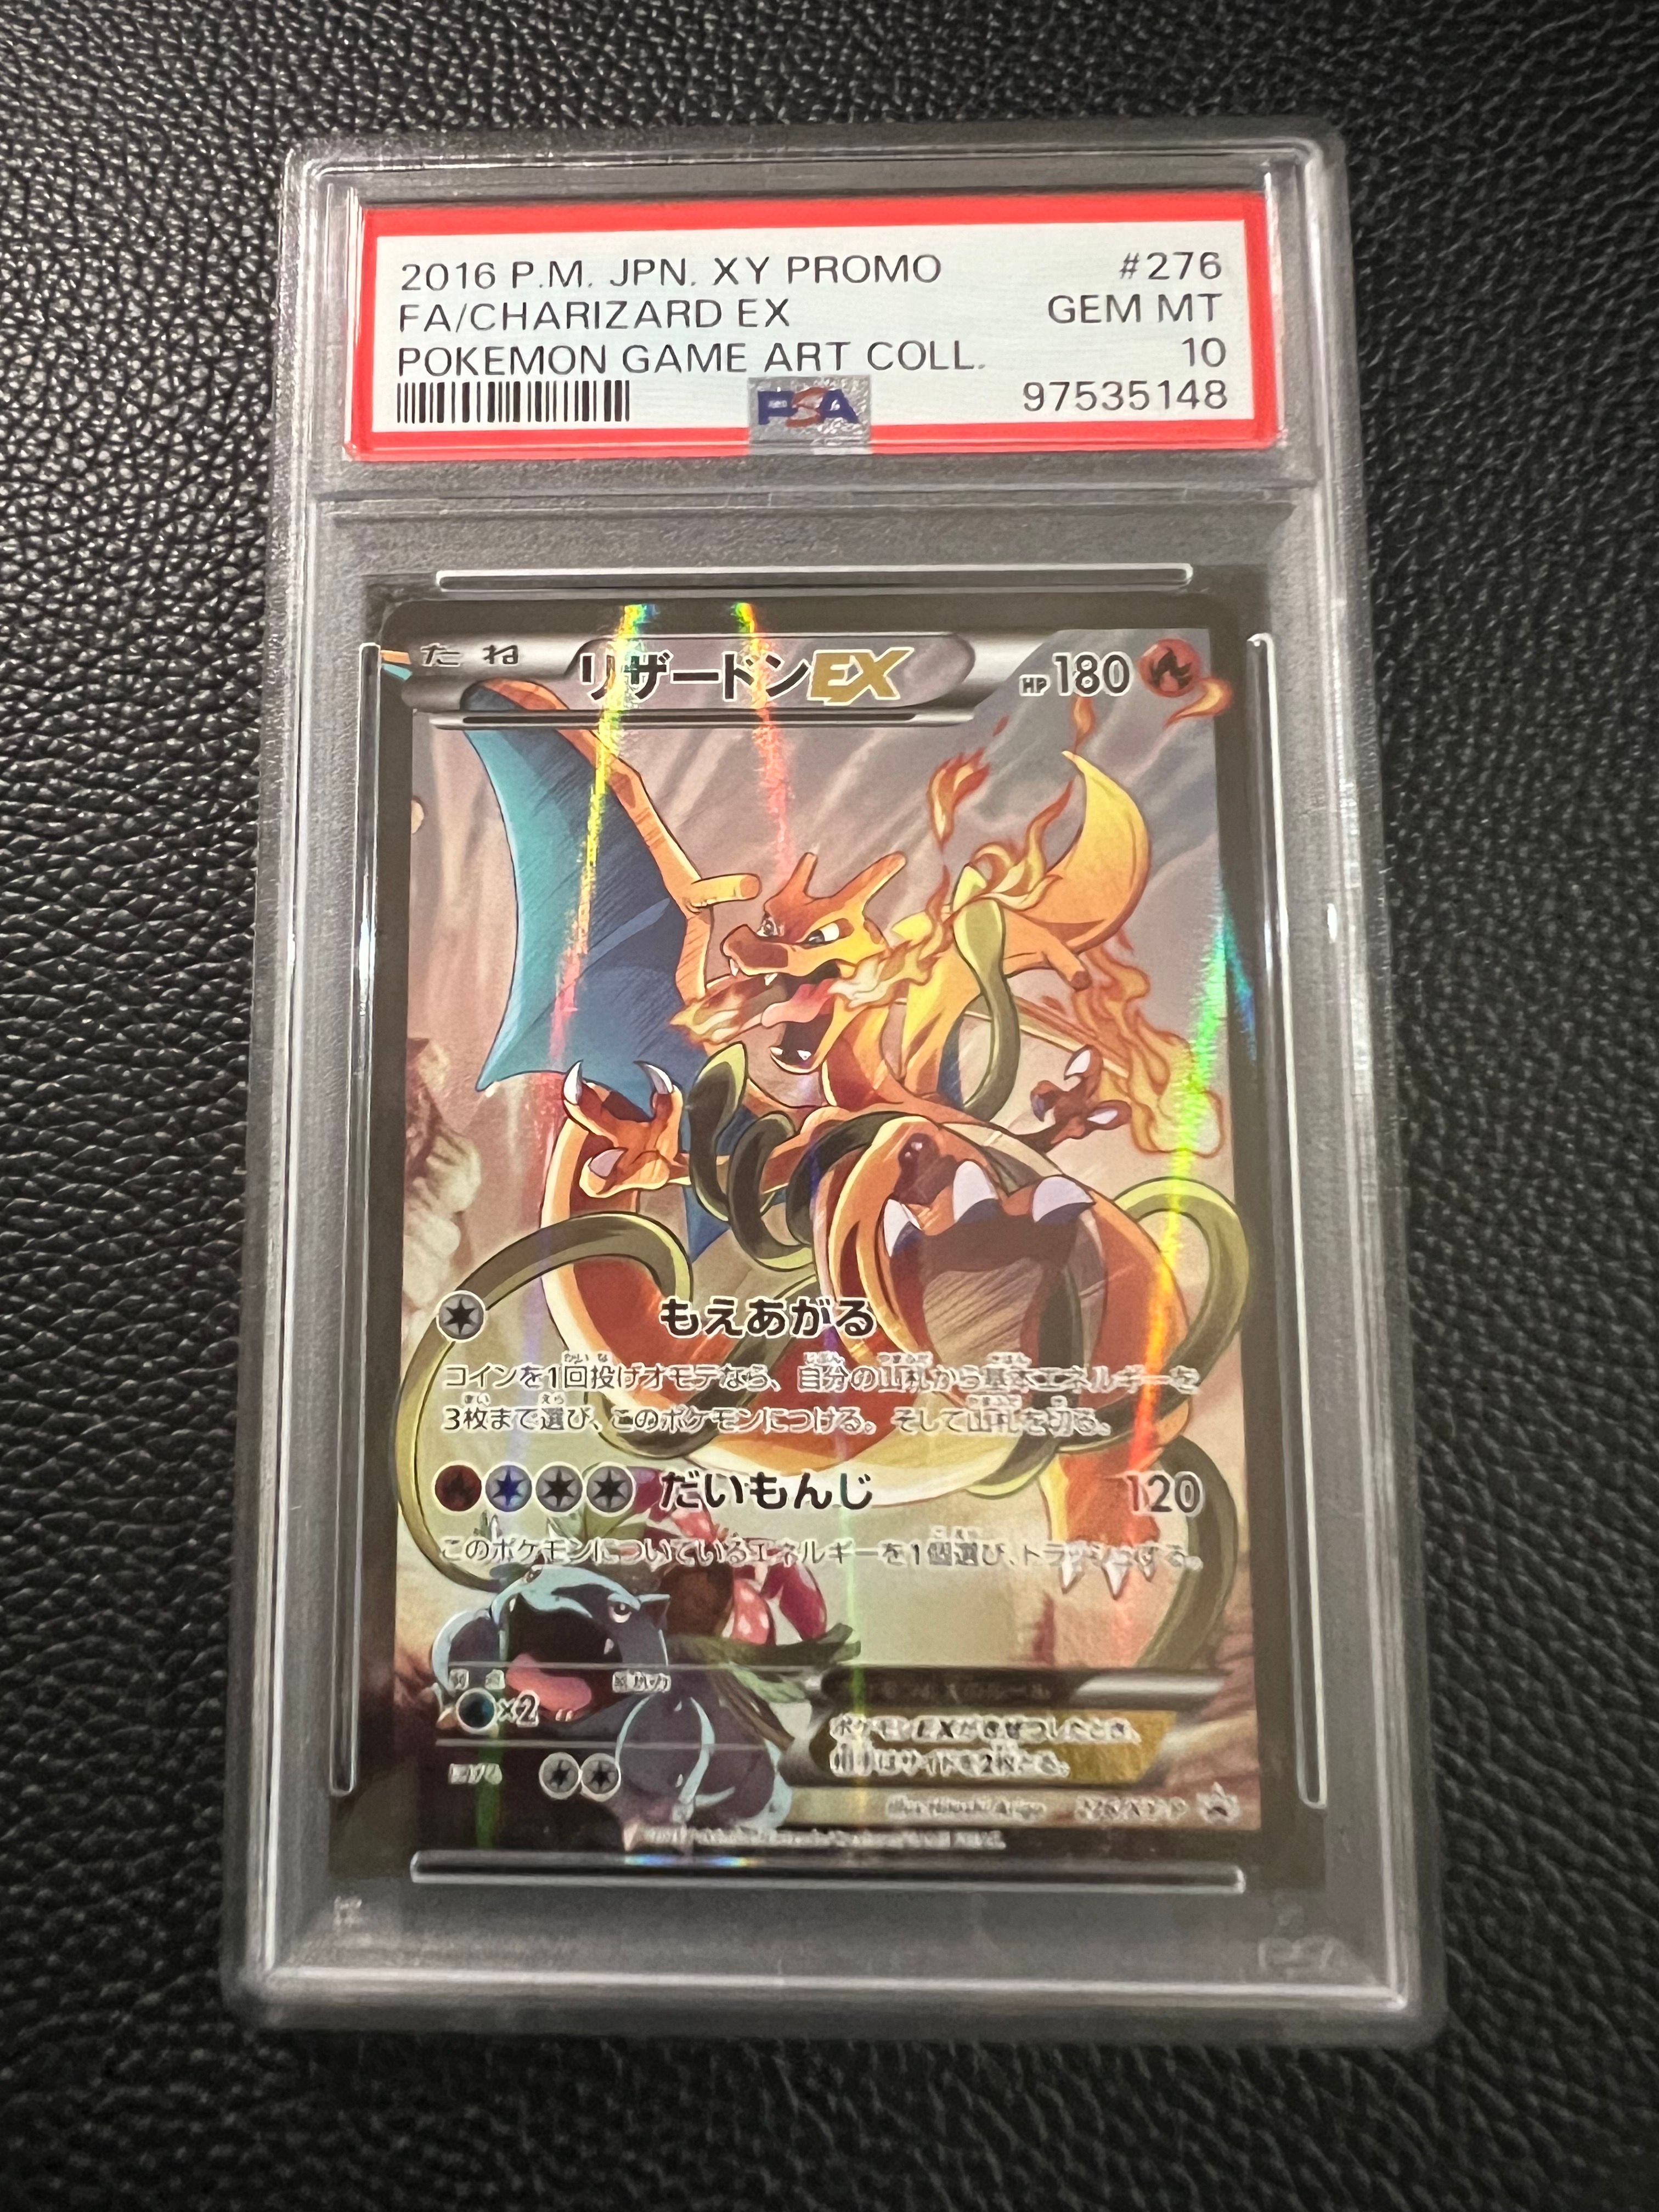 2016 P.M. JPN. XY PROMO #276
FA/CHARIZARD EX GEM MT
POKEMON GAME ART COLL. 10
PSA 97535148
たね リザードンEX HP180
もえあがる
コインを1回投げオモテなら、自分の山札から基本エネルギーを
3枚まで選び、このポケモンにつける。そして山札を切る。
だいもんじ 120
このポケモンについているエネルギーを1個選び、トラッシュする。
×2
ポケモンEXがきぜつしたとき、
相手はサイドを2枚とる。